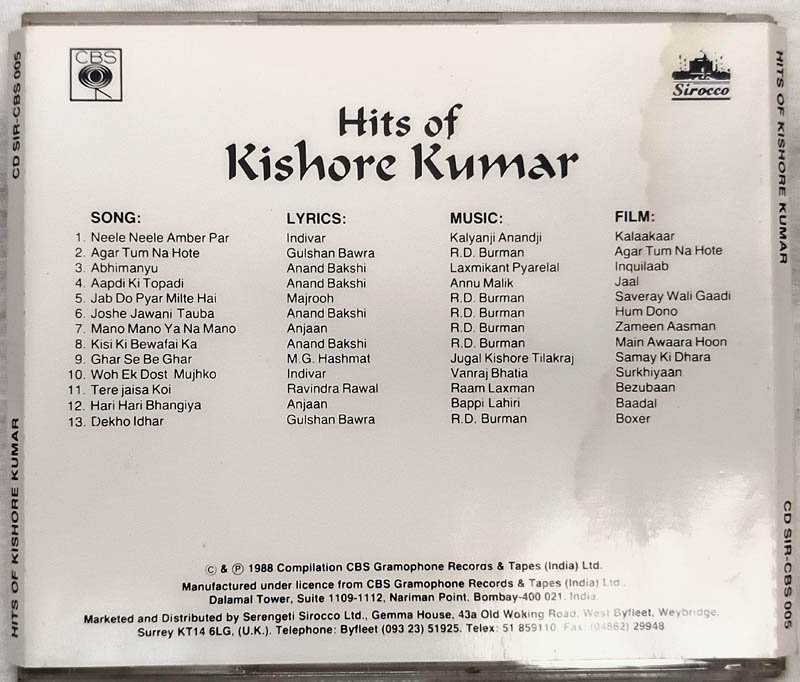 CBS
Sirocco
Hits of
Kishore Kumar
SONG: LYRICS: MUSIC: FILM:
1. Neele Neele Amber Par Indivar Kalyanji Anandji Kalaakaar
2. Agar Tum Na Hote Gulshan Bawra R.D. Burman Agar Tum Na Hote
3. Abhimanyu Anand Bakshi Laxmikant Pyarelal Inquilaab
4. Aapdi Ki Topadi Anand Bakshi Annu Malik Jaal
5. Jab Do Pyar Milte Hai Majrooh R.D. Burman Saveray Wali Gaadi
6. Joshe Jawani Tauba Anand Bakshi R.D. Burman Hum Dono
7. Mano Mano Ya Na Mano Anjaan R.D. Burman Zameen Aasman
8. Kisi Ki Bewafai Ka Anand Bakshi R.D. Burman Main Awaara Hoon
9. Ghar Se Be Ghar M.G. Hashmat Jugal Kishore Tilakraj Samay Ki Dhara
10. Woh Ek Dost Mujhko Indivar Vanraj Bhatia Surkhiyaan
11. Tere jaisa Koi Ravindra Rawal Raam Laxman Bezubaan
12. Hari Hari Bhangiya Anjaan Bappi Lahiri Baadal
13. Dekho Idhar Gulshan Bawra R.D. Burman Boxer
© & ℗ 1988 Compilation CBS Gramophone Records & Tapes (India) Ltd.
Manufactured under licence from CBS Gramophone Records & Tapes (India) Ltd.,
Dalamal Tower, Suite 1109-1112, Nariman Point, Bombay-400 021. India.
Marketed and Distributed by Serengeti Sirocco Ltd., Gemma House, 43a Old Woking Road, West Byfleet, Weybridge,
Surrey KT14 6LG, (U.K.). Telephone: Byfleet (093 23) 51925. Telex: 51 859110. Fax: (04862) 29948
CD SIR-CBS 005
HITS OF KISHORE KUMAR
HITS OF KISHORE KUMAR
CD SIR-CBS 005